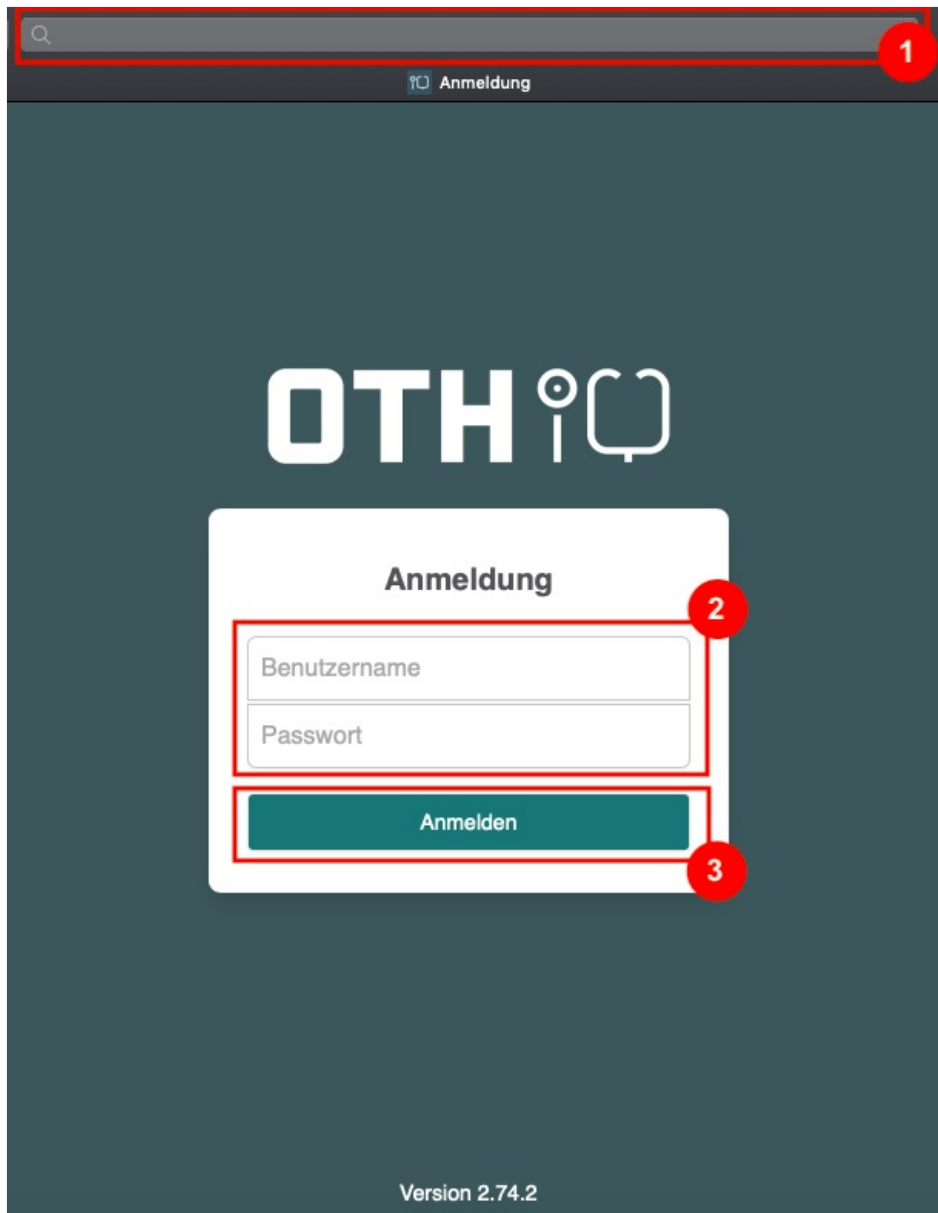 1
Anmeldung
OTH
Anmeldung
2
Benutzername
Passwort
Anmelden
3
Version 2.74.2